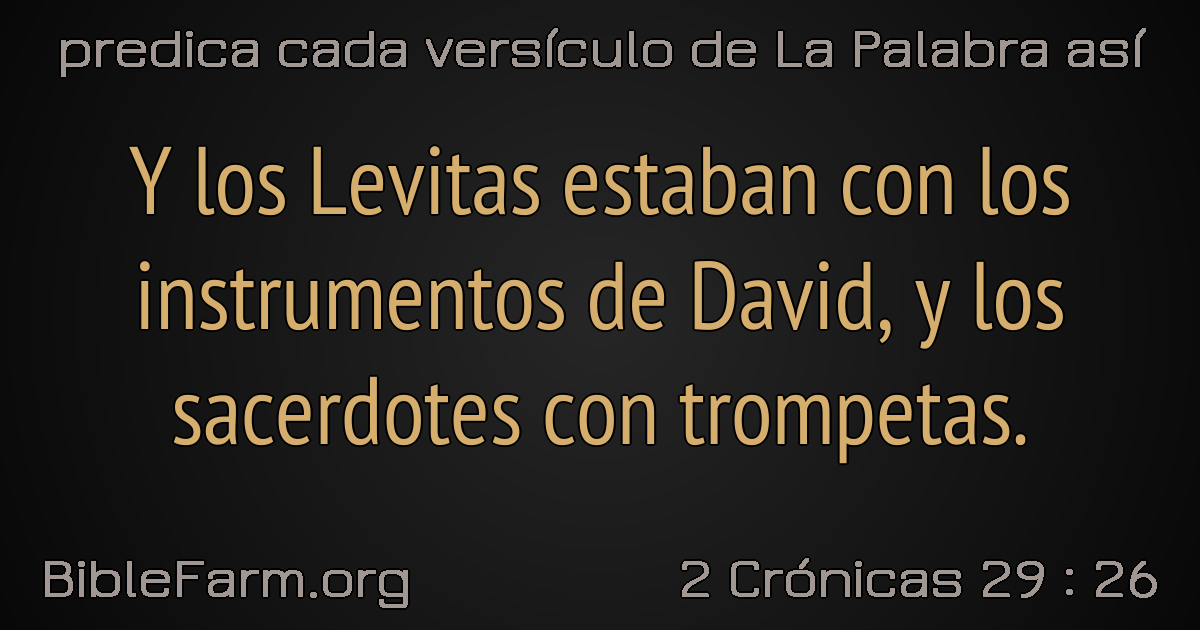 predica cada versículo de La Palabra así
Y los Levitas estaban con los
instrumentos de David, y los
sacerdotes con trompetas.
BibleFarm.org
2 Crónicas 29 : 26